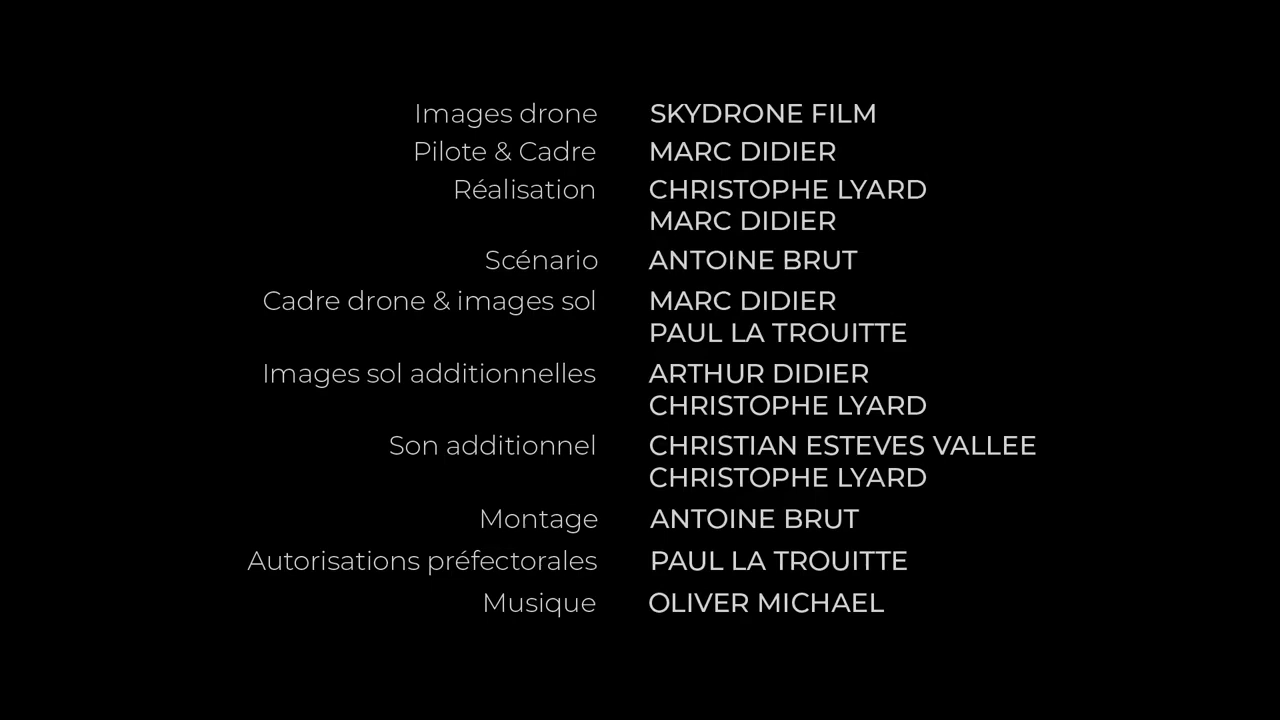 Images drone SKYDRONE FILM
Pilote & Cadre MARC DIDIER
Réalisation CHRISTOPHE LYARD
MARC DIDIER
Scénario ANTOINE BRUT
Cadre drone & images sol MARC DIDIER
PAUL LA TROUITTE
Images sol additionnelles ARTHUR DIDIER
CHRISTOPHE LYARD
Son additionnel CHRISTIAN ESTEVES VALLEE
CHRISTOPHE LYARD
Montage ANTOINE BRUT
Autorisations préfectorales PAUL LA TROUITTE
Musique OLIVER MICHAEL